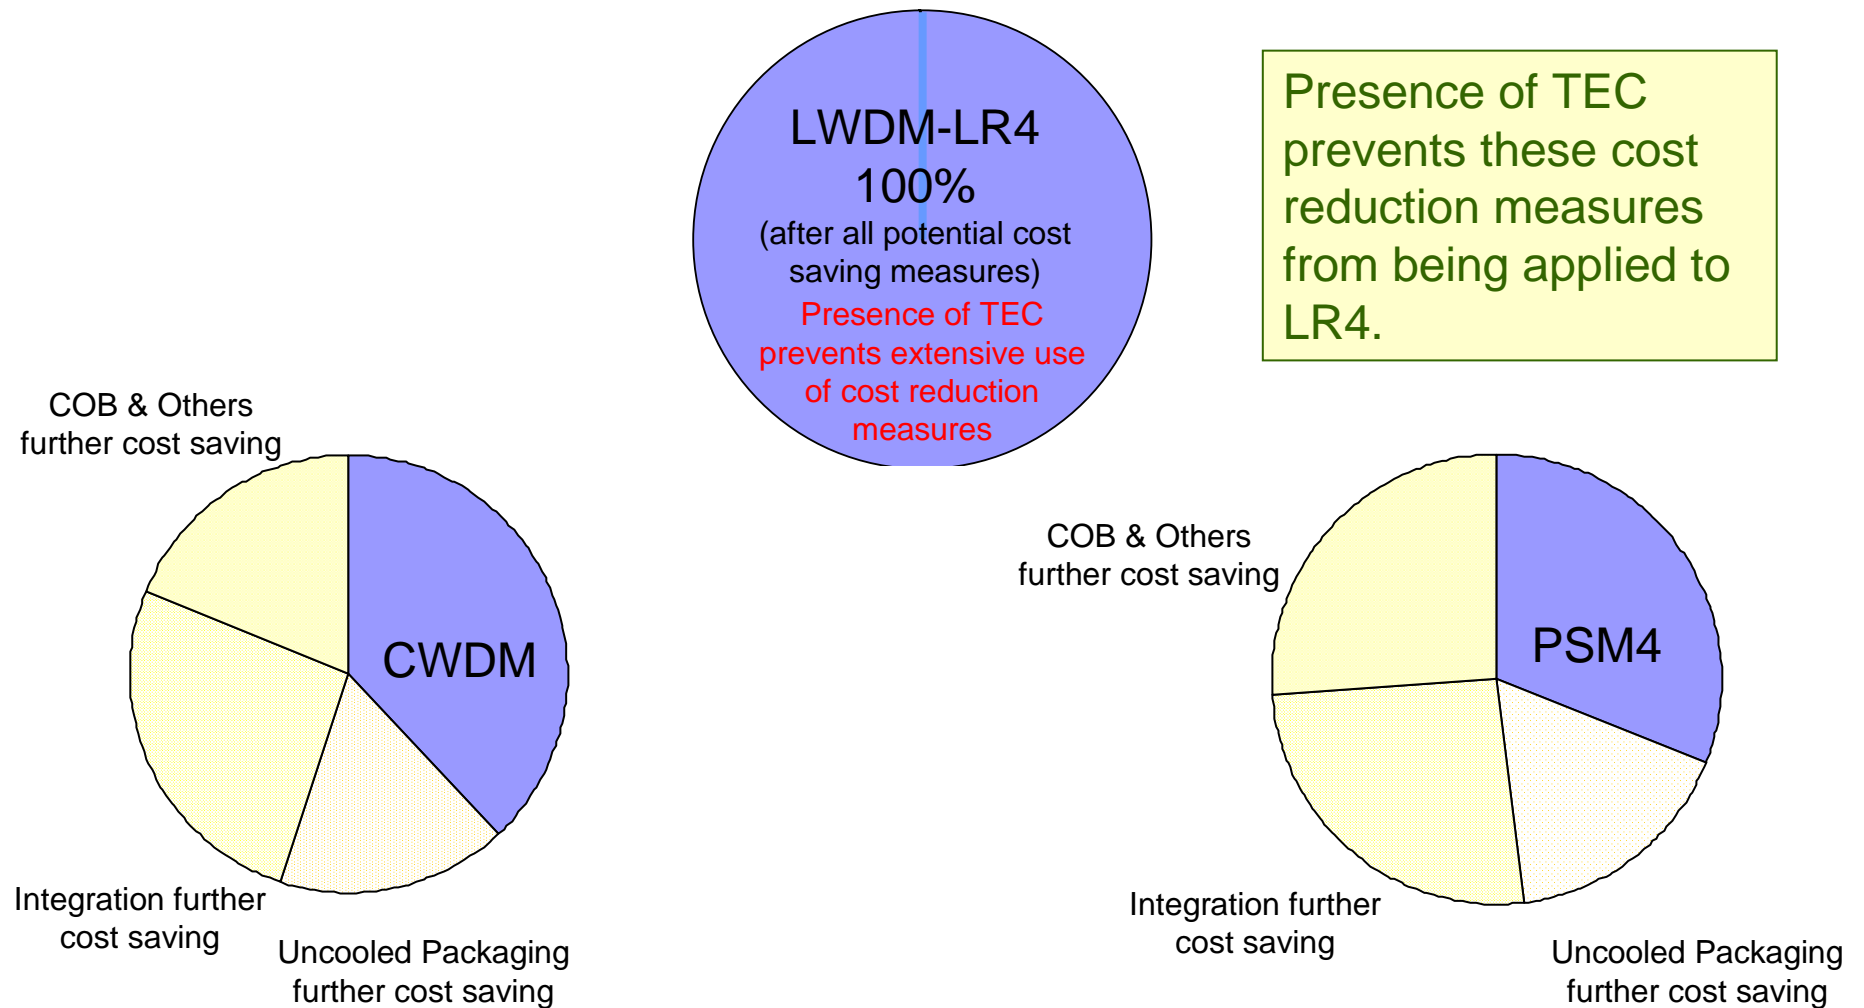 LWDM-LR4
100%
(after all potential cost
saving measures)
Presence of TEC
prevents extensive use
of cost reduction
measures
Presence of TEC
prevents these cost
reduction measures
from being applied to
LR4.
COB & Others
further cost saving
CWDM
Integration further
cost saving
Uncooled Packaging
further cost saving
COB & Others
further cost saving
PSM4
Integration further
cost saving
Uncooled Packaging
further cost saving